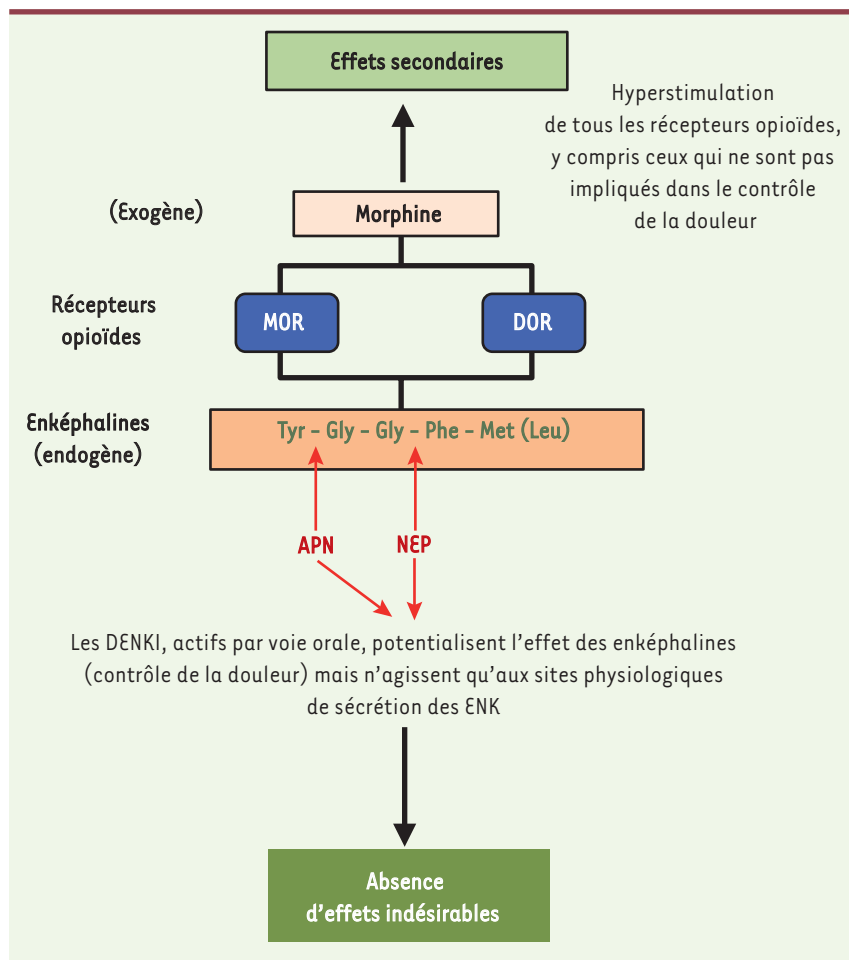 Effets secondaires
Hyperstimulation
de tous les récepteurs opioïdes,
y compris ceux qui ne sont pas
impliqués dans le contrôle
de la douleur
(Exogène)
Morphine
Récepteurs
opioïdes
MOR
DOR
Enképhalines
(endogène)
Tyr – Gly – Gly – Phe – Met (Leu)
APN
NEP
Les DENKI, actifs par voie orale, potentialisent l'effet des enképhalines
(contrôle de la douleur) mais n'agissent qu'aux sites physiologiques
de sécrétion des ENK
Absence
d'effets indésirables